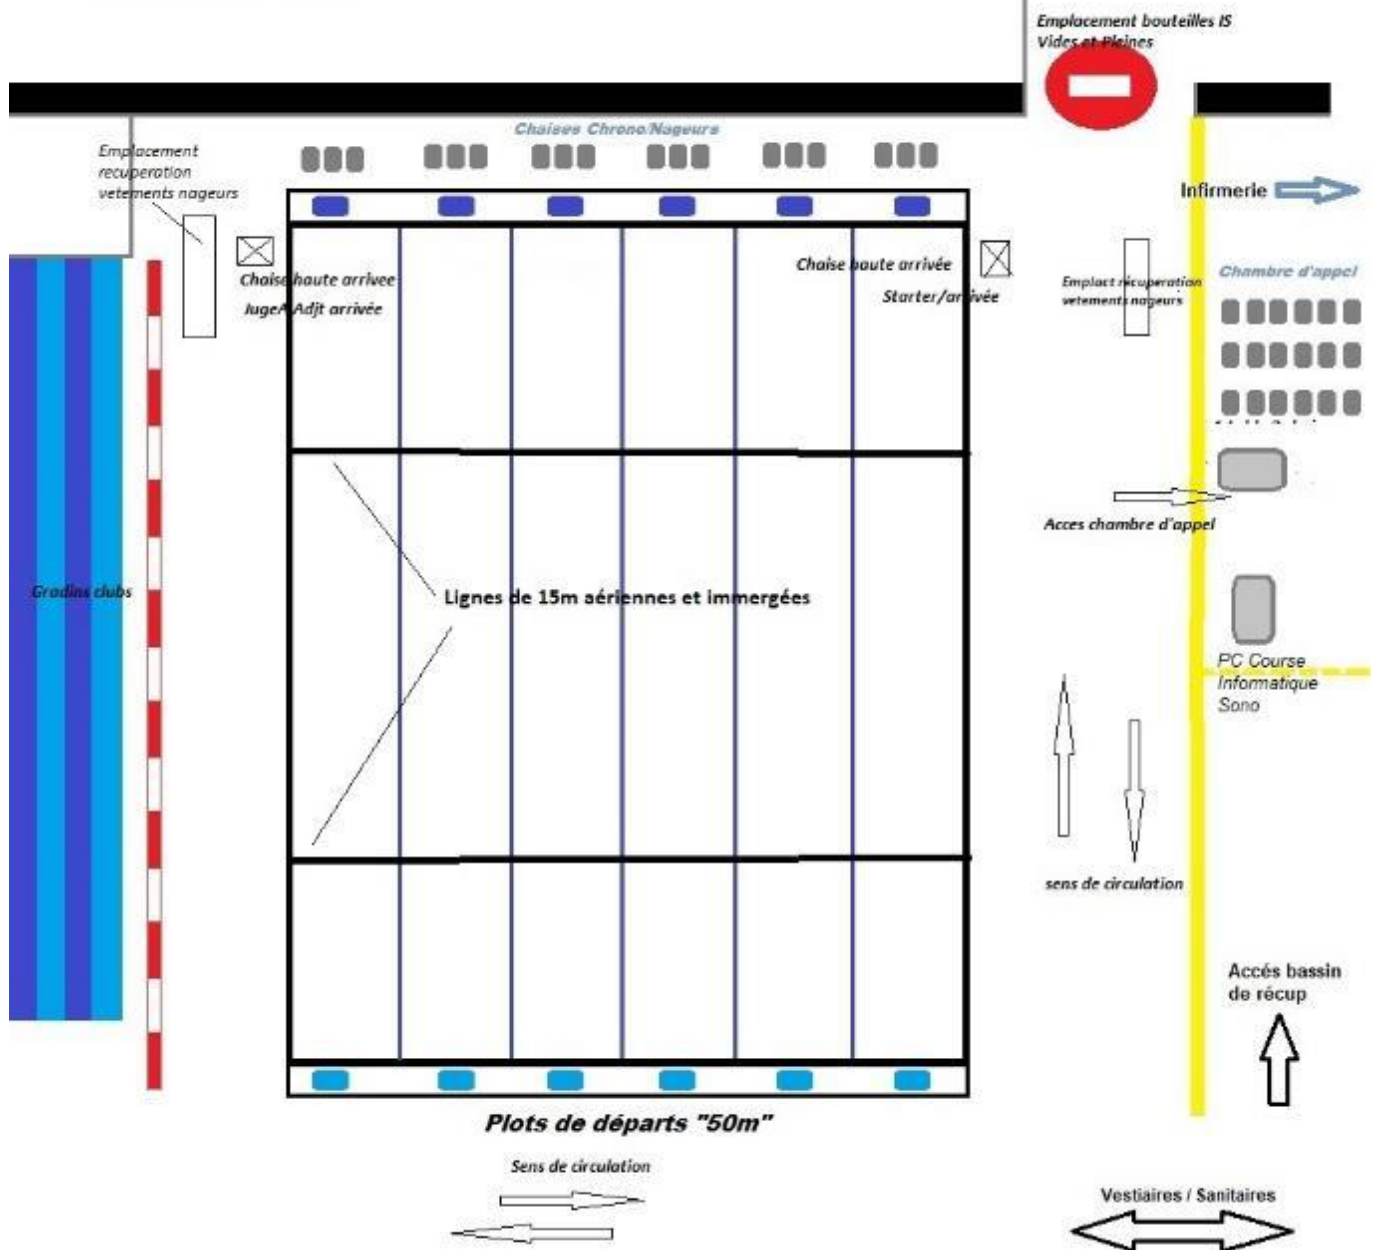 Emplacement bouteilles IS
Vides et Pleines
Chaises Chrono/Nageurs
Emplacement
recuperation
vetements nageurs
Infirmerie
Chaise haute arrivee
JugeA Adjt arrivée
Chaise haute arrivée
Starter/arrivée
Emplact récuperation
vetements nageurs
Chambre d'appel
Acces chambre d'appel
Gradins clubs
Lignes de 15m aériennes et immergées
PC Course
Informatique
Sono
sens de circulation
Accés bassin
de récup
Plots de départs "50m"
Sens de circulation
Vestiaires / Sanitaires